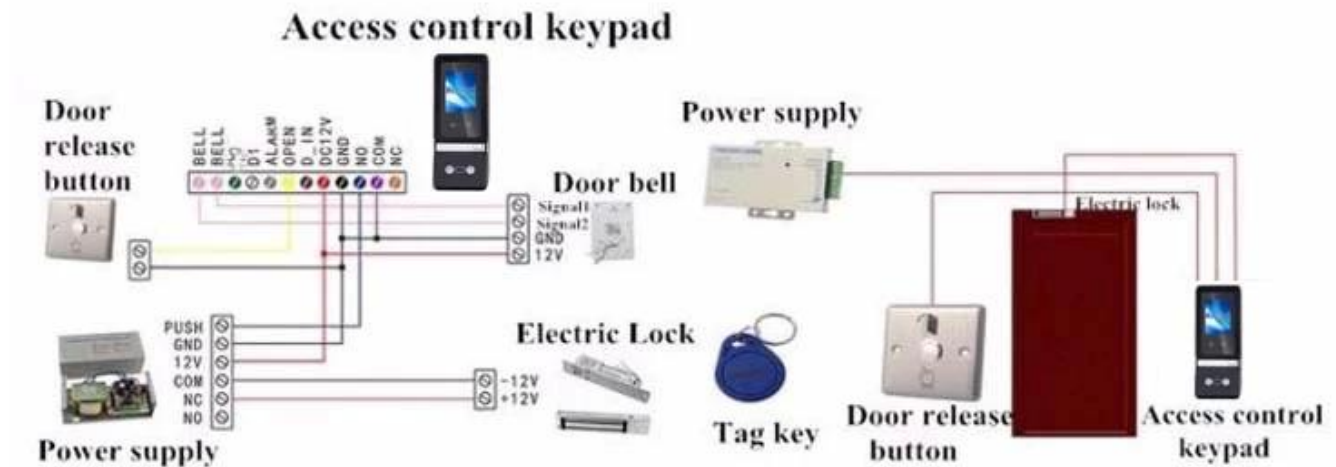 Access control keypad
Door
release
button
BELL
BELL
D1
ALARM
OPEN
D_IN
DC12V
GND
NO
COM
NC
Door bell
Signal1
Signal2
GND
12V
PUSH
GND
12V
COM
NC
NO
Power supply
Electric Lock
-12V
+12V
Power supply
Tag key
Electric lock
Door release
button
Access control
keypad